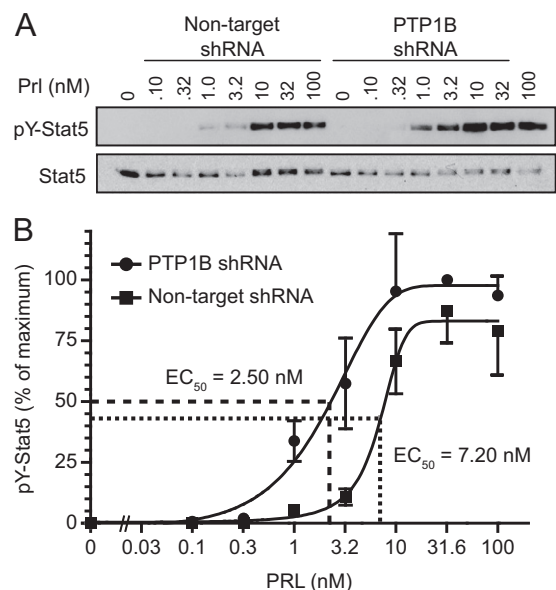 A
Non-target
shRNA
PTP1B
shRNA
Prl (nM)
0 .10 .32 1.0 3.2 10 32 100 0 .10 .32 1.0 3.2 10 32 100
pY-Stat5
Stat5
B
PTP1B shRNA
Non-target shRNA
pY-Stat5 (% of maximum)
100
75
50
25
0
EC50 = 2.50 nM
EC50 = 7.20 nM
0 0.03 0.1 0.3 1 3.2 10 31.6 100
PRL (nM)